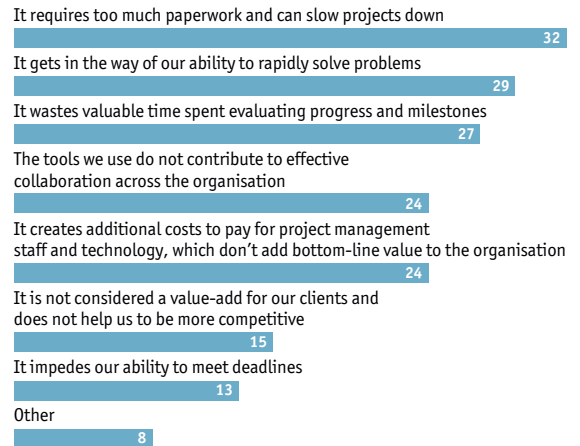 It requires too much paperwork and can slow projects down
32
It gets in the way of our ability to rapidly solve problems
29
It wastes valuable time spent evaluating progress and milestones
27
The tools we use do not contribute to effective
collaboration across the organisation
24
It creates additional costs to pay for project management
staff and technology, which don’t add bottom-line value to the organisation
24
It is not considered a value-add for our clients and
does not help us to be more competitive
15
It impedes our ability to meet deadlines
13
Other
8